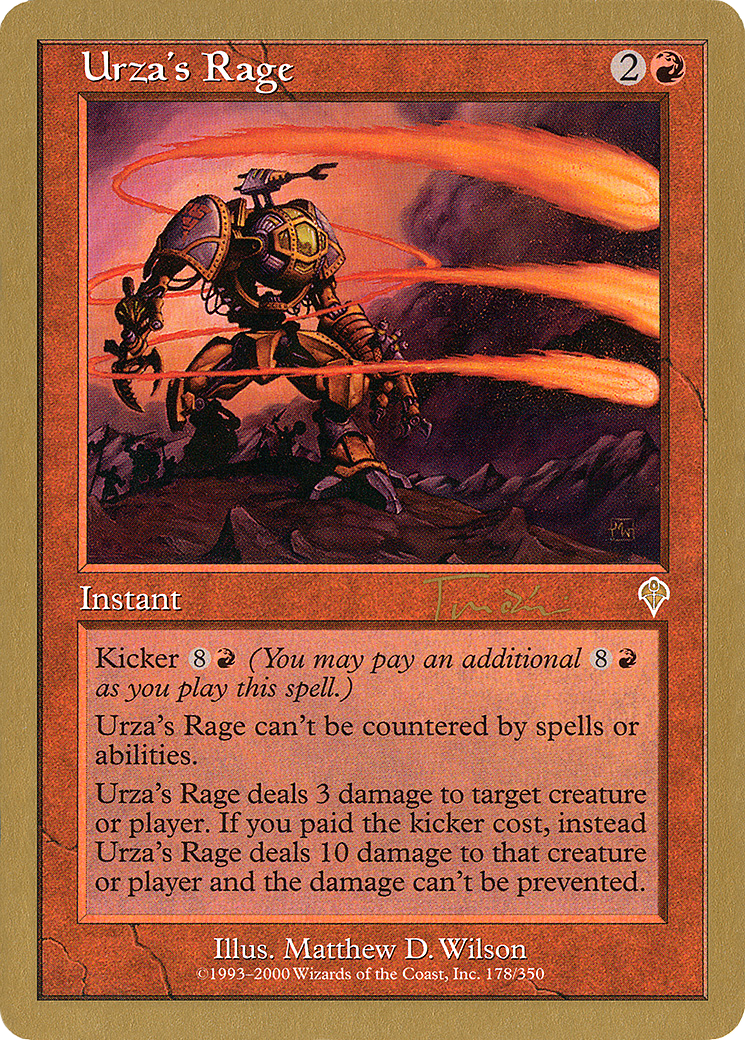 Urza's Rage 2
Instant
Kicker 8 (You may pay an additional 8
as you play this spell.)
Urza's Rage can't be countered by spells or
abilities.
Urza's Rage deals 3 damage to target creature
or player. If you paid the kicker cost, instead
Urza's Rage deals 10 damage to that creature
or player and the damage can't be prevented.
Illus. Matthew D. Wilson
©1993–2000 Wizards of the Coast, Inc. 178/350